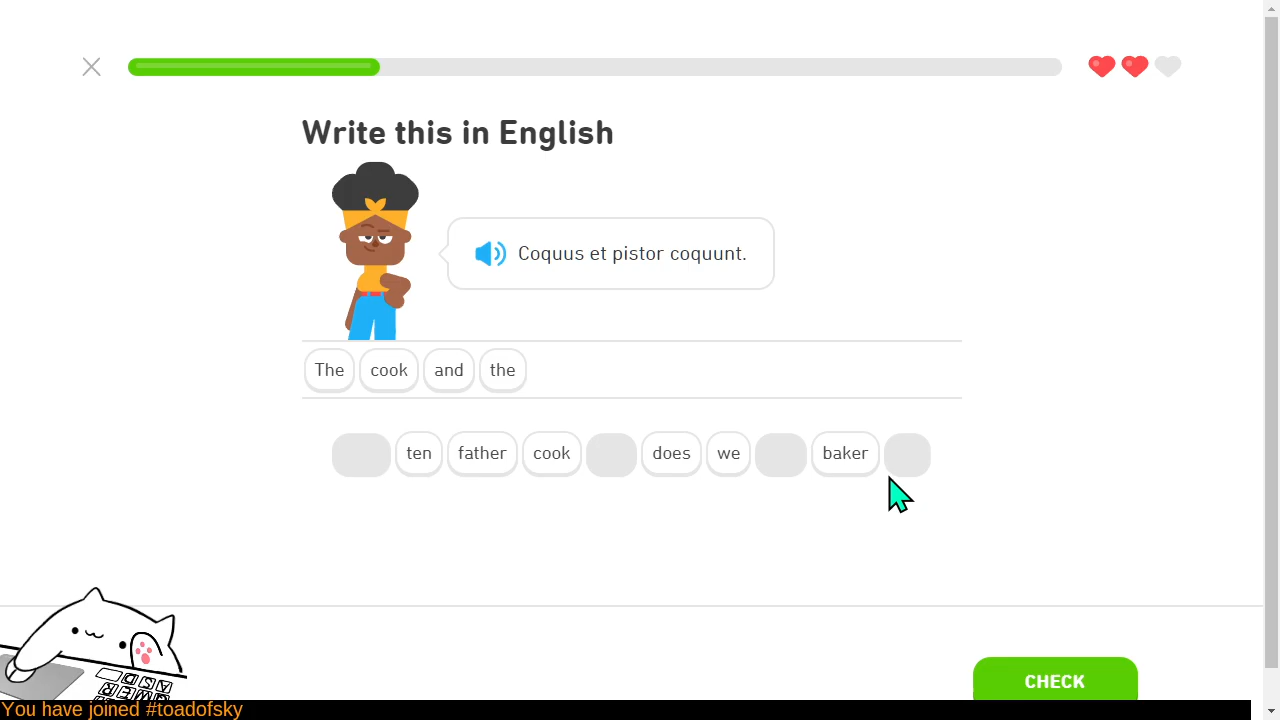 Write this in English
Coquus et pistor coquunt.
The cook and the
ten father cook does we baker
CHECK
You have joined #toadofsky